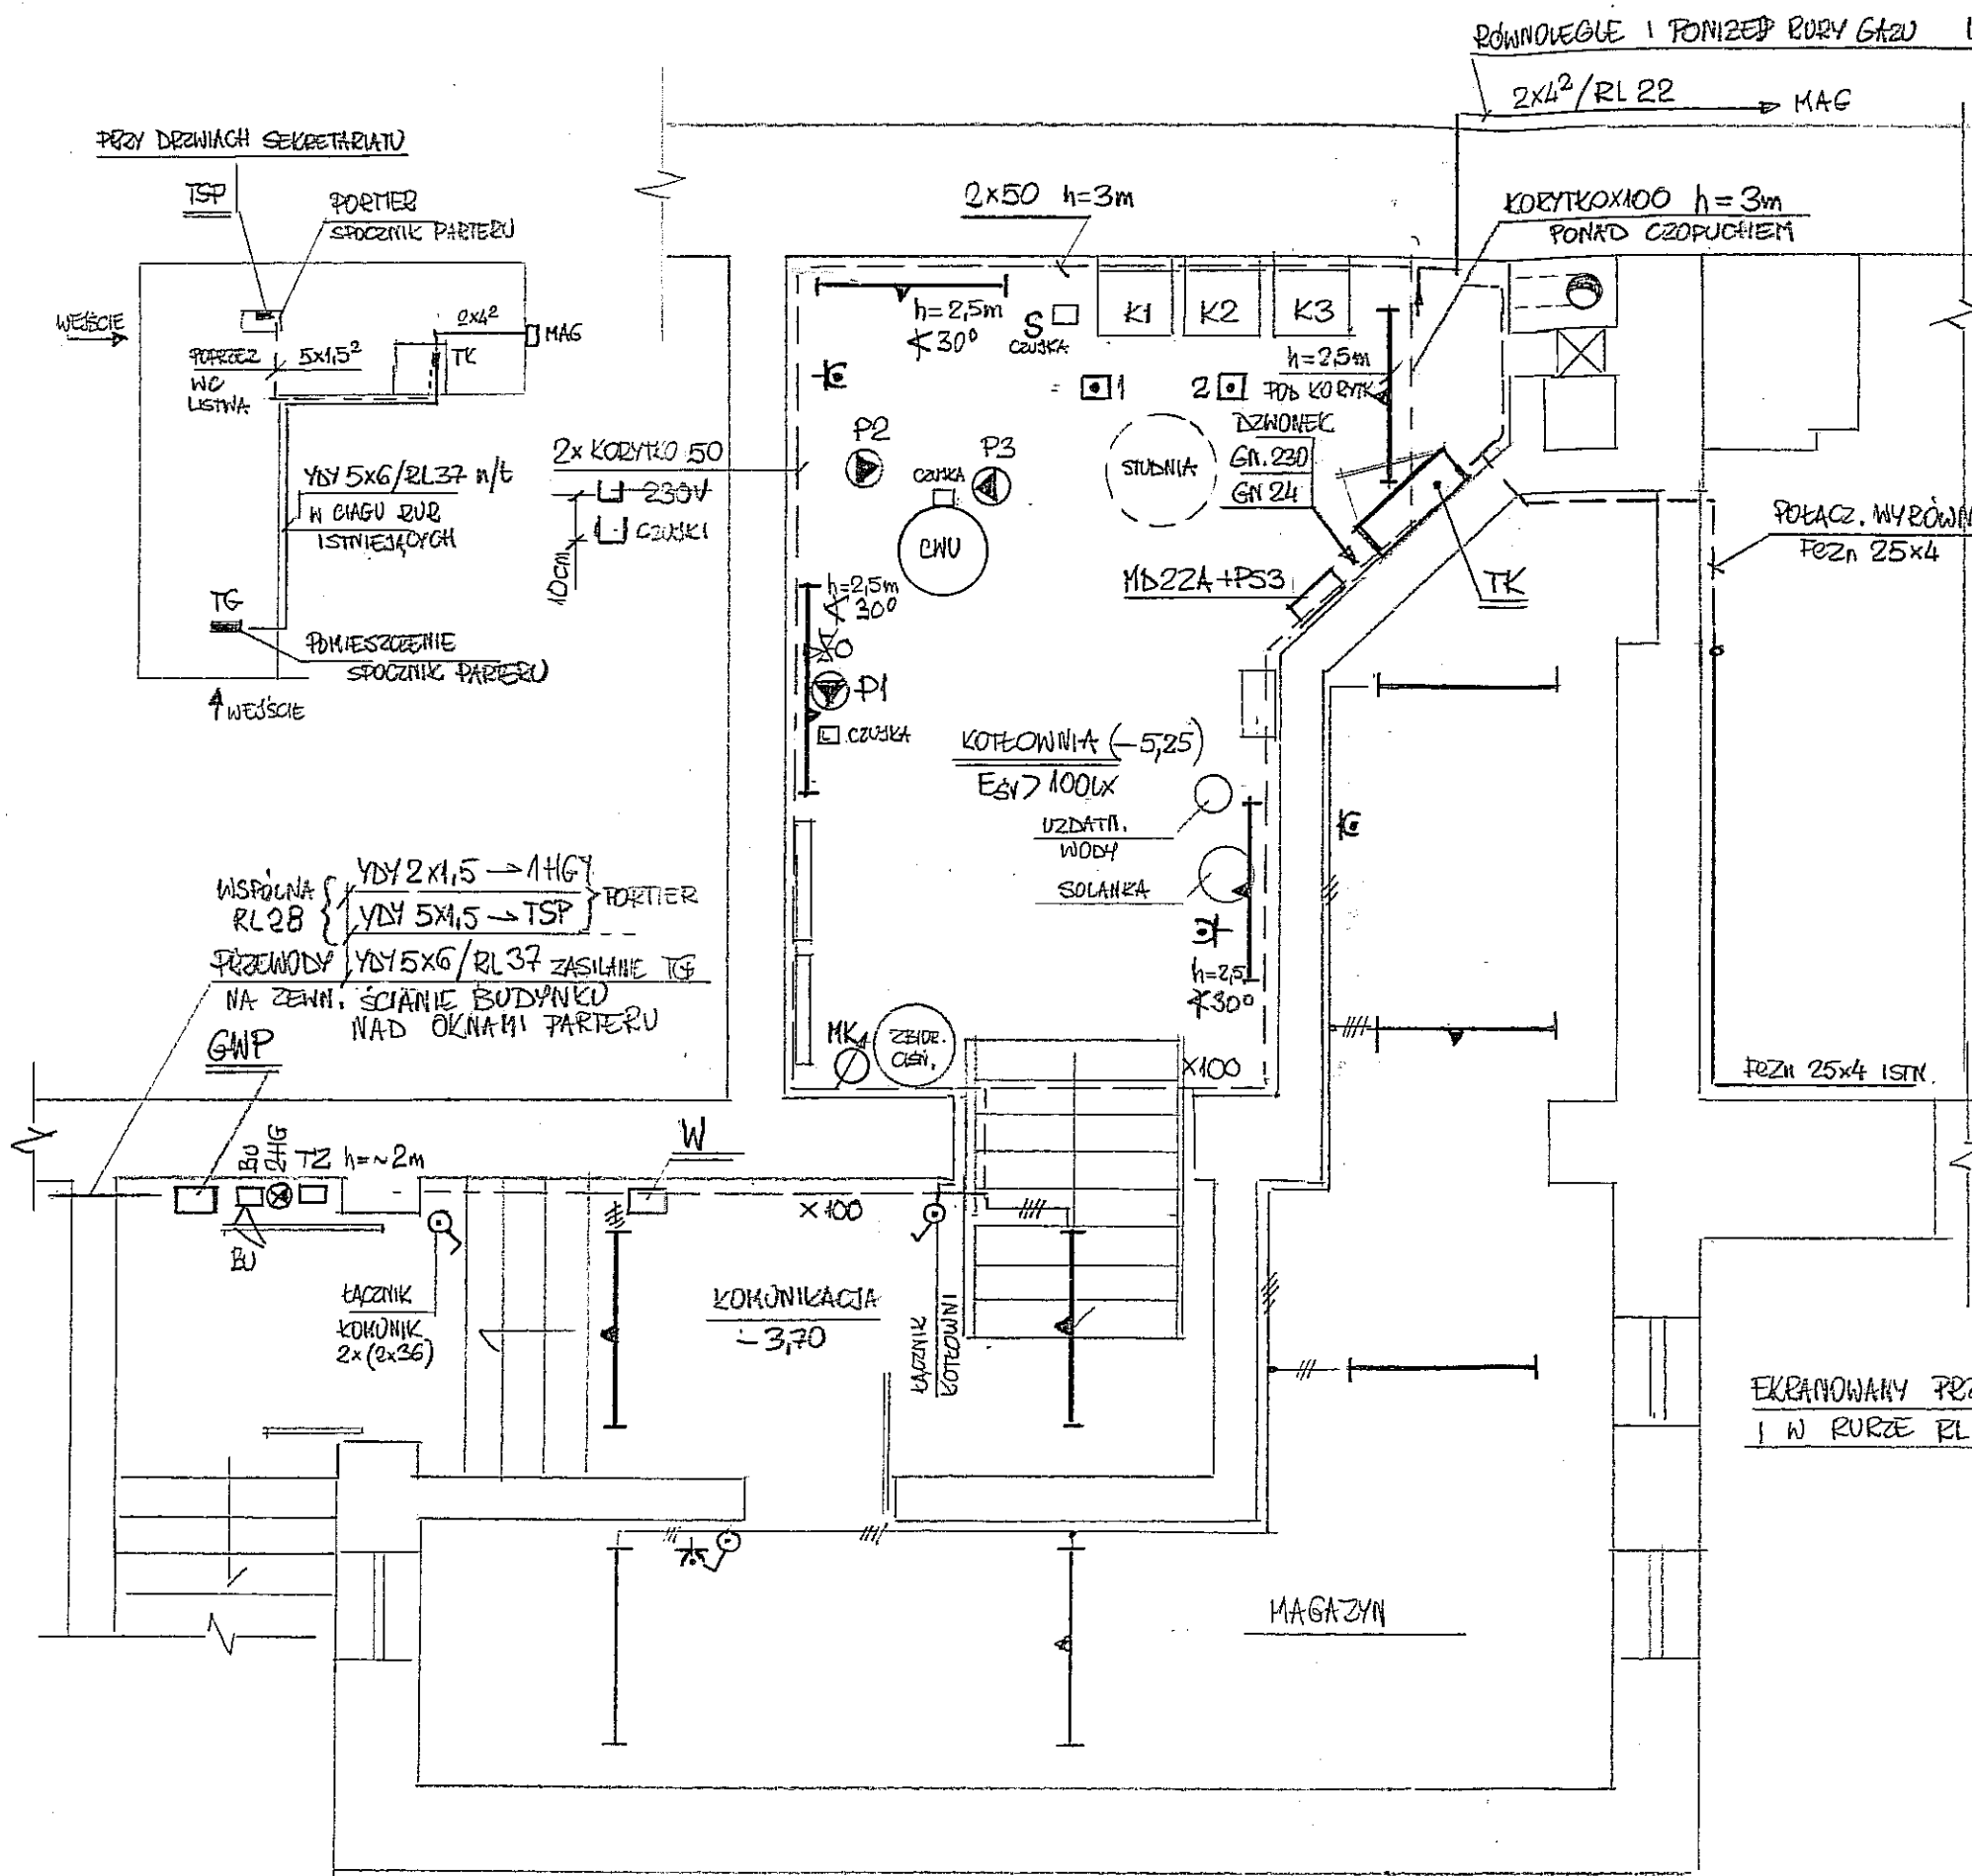 RÓWNOLEGLE I PONIŻEJ RURY GAZU
2x4²/RL 22
MAG
PRZY DRZWIACH SEKRETARIATU
TSP
PORTIER
SPOCZNIK PARTERU
2x50 h=3m
KORYTKOX100 h=3m
PONAD CZOPUCHEM
WEJŚCIE
2x4²
MAG
TK
POPRZEZ
5x1,5²
WC
LISTWA
h=2,5m
∢30°
S
CZUJKA
K1
K2
K3
h=2,5m
POD KORYTK
1
2
DZWONEK
GN.230
GN 24
STUDNIA
P2
P3
CZUJKA
CWU
2x KORYTKO 50
230V
CZUJKI
10cm
YDY 5x6/RL37 n/t
W CIĄGU RUR
ISTNIEJĄCYCH
TG
POMIESZCZENIE
SPOCZNIK PARTERU
WEJŚCIE
h=2,5m
∢30°
P1
CZUJKA
MD22A+PS3
TK
POŁĄCZ. WYRÓWN
FeZn 25x4
KOTŁOWNIA (-5,25)
Eśr > 100LX
UZDATN.
WODY
SOLANKA
h=2,5
∢30°
WSPÓLNA
RL28
YDY 2x1,5 → 1HGY
YDY 5x1,5 → TSP
PORTIER
PRZEWODY YDY 5x6/RL37 ZASILANIE
NA ZEWN. ŚCIANIE BUDYNKU
NAD OKNAMI PARTERU
GWP
MK1
ZBIOR.
CIŚN.
x100
FeZn 25x4 ISTN.
BU
2HG
TZ h=~2m
BU
W
x100
ŁĄCZNIK
KOMUNIK
2x(2x36)
KOMUNIKACJA
-3,70
ŁĄCZNIK
KOTŁOWNI
EKRANOWANY PRZ
I W RURZE RL
MAGAZYN